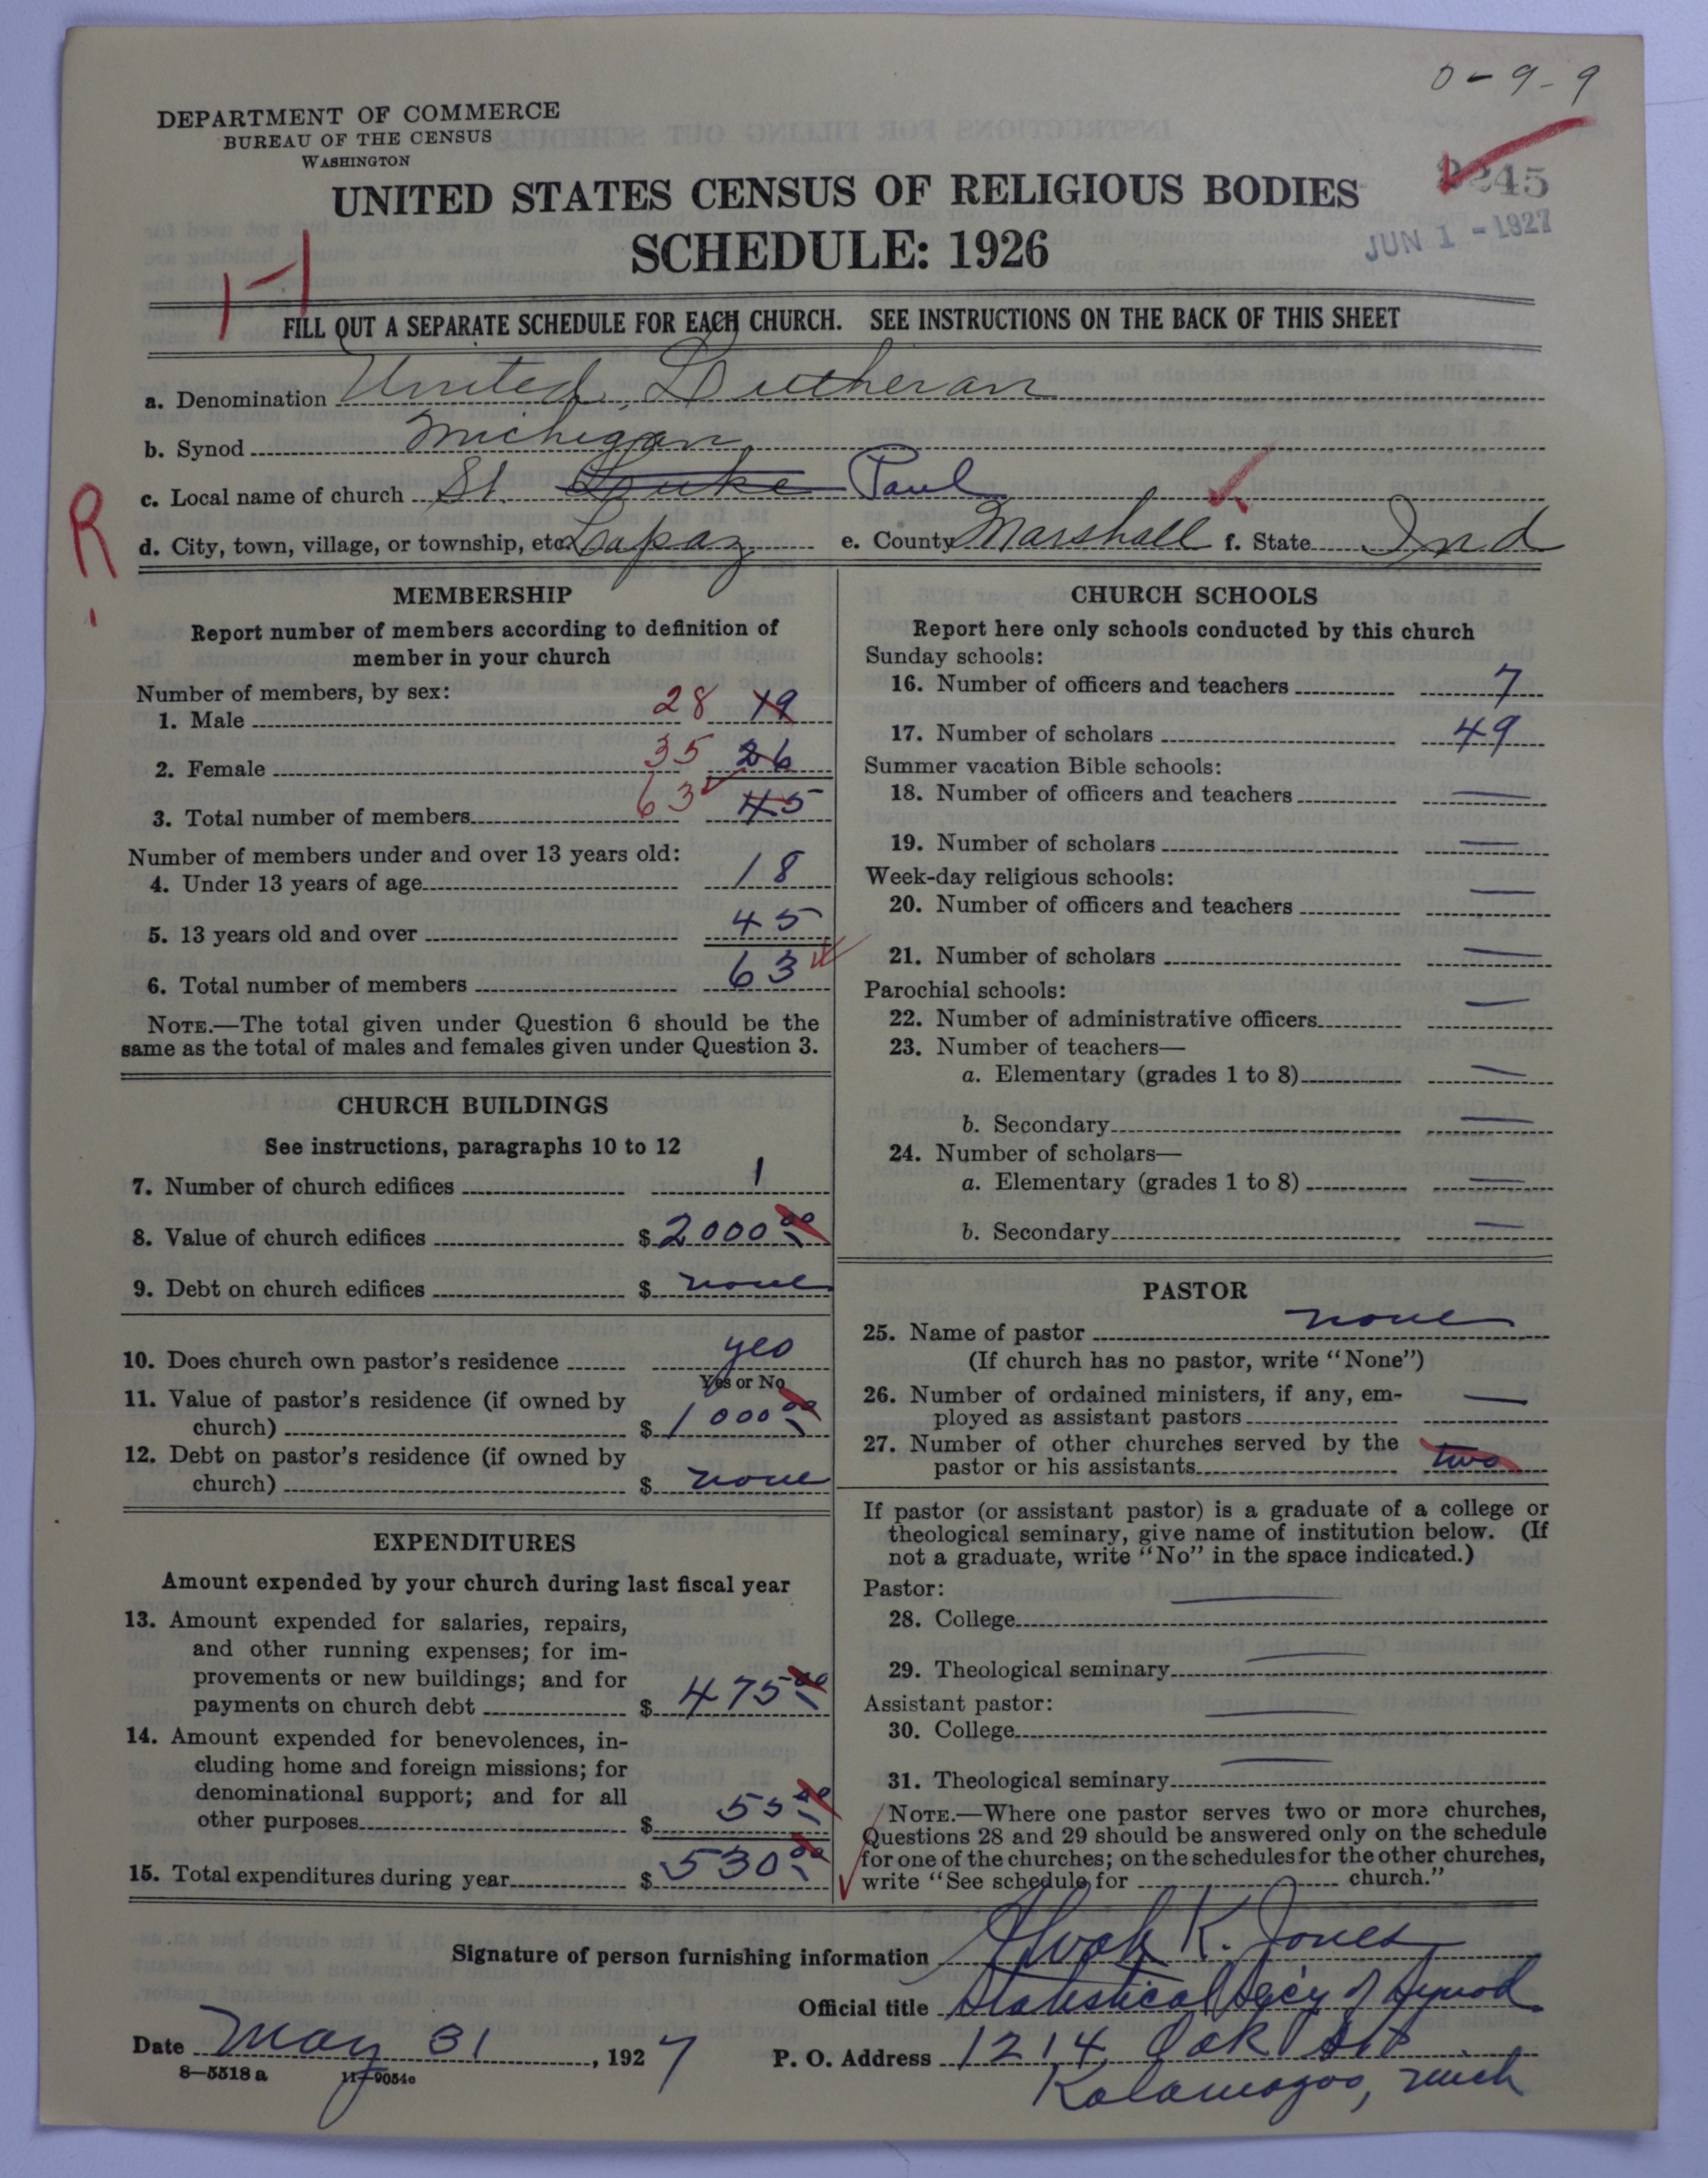 0-9-9
DEPARTMENT OF COMMERCE
BUREAU OF THE CENSUS
WASHINGTON
UNITED STATES CENSUS OF RELIGIOUS BODIES
SCHEDULE: 1926
245
JUN 1 - 1927
FILL OUT A SEPARATE SCHEDULE FOR EACH CHURCH. SEE INSTRUCTIONS ON THE BACK OF THIS SHEET
a. Denomination United Lutheran
b. Synod Michigan
c. Local name of church St. Luke Paul
R
d. City, town, village, or township, etc. Lapaz e. County Marshall f. State Ind
MEMBERSHIP
Report number of members according to definition of
member in your church
Number of members, by sex:
1. Male 28 19
2. Female 35 26
3. Total number of members 63 45
Number of members under and over 13 years old:
4. Under 13 years of age 18
5. 13 years old and over 45
6. Total number of members 63
NOTE.—The total given under Question 6 should be the
same as the total of males and females given under Question 3.
CHURCH BUILDINGS
See instructions, paragraphs 10 to 12
7. Number of church edifices 1
8. Value of church edifices $ 2000 00
9. Debt on church edifices $ none
10. Does church own pastor's residence yes
Yes or No
11. Value of pastor's residence (if owned by
church) $ 1000 00
12. Debt on pastor's residence (if owned by
church) $ none
EXPENDITURES
Amount expended by your church during last fiscal year
13. Amount expended for salaries, repairs,
and other running expenses; for im-
provements or new buildings; and for
payments on church debt $ 475 00
14. Amount expended for benevolences, in-
cluding home and foreign missions; for
denominational support; and for all
other purposes $ 55 00
15. Total expenditures during year $ 530 00
CHURCH SCHOOLS
Report here only schools conducted by this church
Sunday schools:
16. Number of officers and teachers 7
17. Number of scholars 49
Summer vacation Bible schools:
18. Number of officers and teachers —
19. Number of scholars —
Week-day religious schools:
20. Number of officers and teachers —
21. Number of scholars —
Parochial schools:
22. Number of administrative officers —
23. Number of teachers—
a. Elementary (grades 1 to 8) —
b. Secondary —
24. Number of scholars—
a. Elementary (grades 1 to 8) —
b. Secondary —
PASTOR
25. Name of pastor none
(If church has no pastor, write "None")
26. Number of ordained ministers, if any, em-
ployed as assistant pastors —
27. Number of other churches served by the
pastor or his assistants two
If pastor (or assistant pastor) is a graduate of a college or
theological seminary, give name of institution below. (If
not a graduate, write "No" in the space indicated.)
Pastor:
28. College —
29. Theological seminary —
Assistant pastor:
30. College —
31. Theological seminary —
NOTE.—Where one pastor serves two or more churches,
Questions 28 and 29 should be answered only on the schedule
for one of the churches; on the schedules for the other churches,
write "See schedule for church."
Signature of person furnishing information K. Jones
Official title Statistical Sec'y of Synod
Date May 31, 1927 P. O. Address 1214 Oak St
8—5518 a
Kalamazoo, Mich